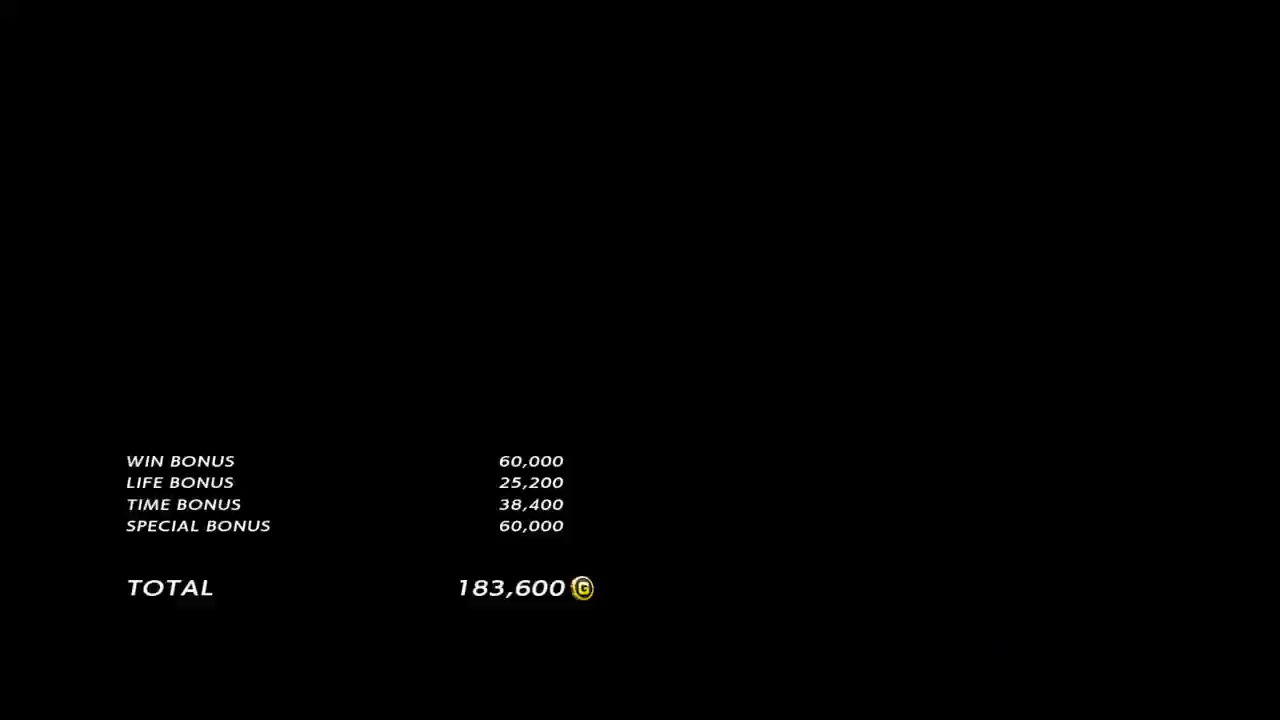 WIN BONUS 60,000
LIFE BONUS 25,200
TIME BONUS 38,400
SPECIAL BONUS 60,000
TOTAL 183,600 G